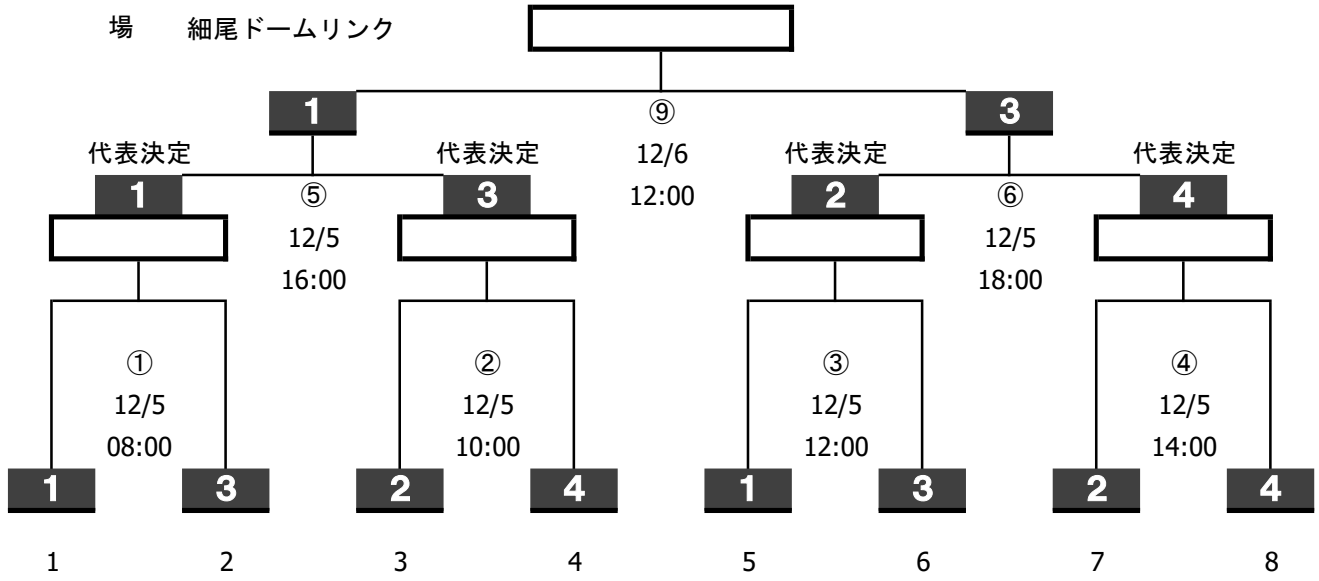 場 細尾ドームリンク
1 ⑨ 3
代表決定 代表決定 12/6 代表決定 代表決定
1 ⑤ 3 12:00 2 ⑥ 4
12/5 12/5
16:00 18:00
① ② ③ ④
12/5 12/5 12/5 12/5
08:00 10:00 12:00 14:00
1 3 2 4 1 3 2 4
1 2 3 4 5 6 7 8